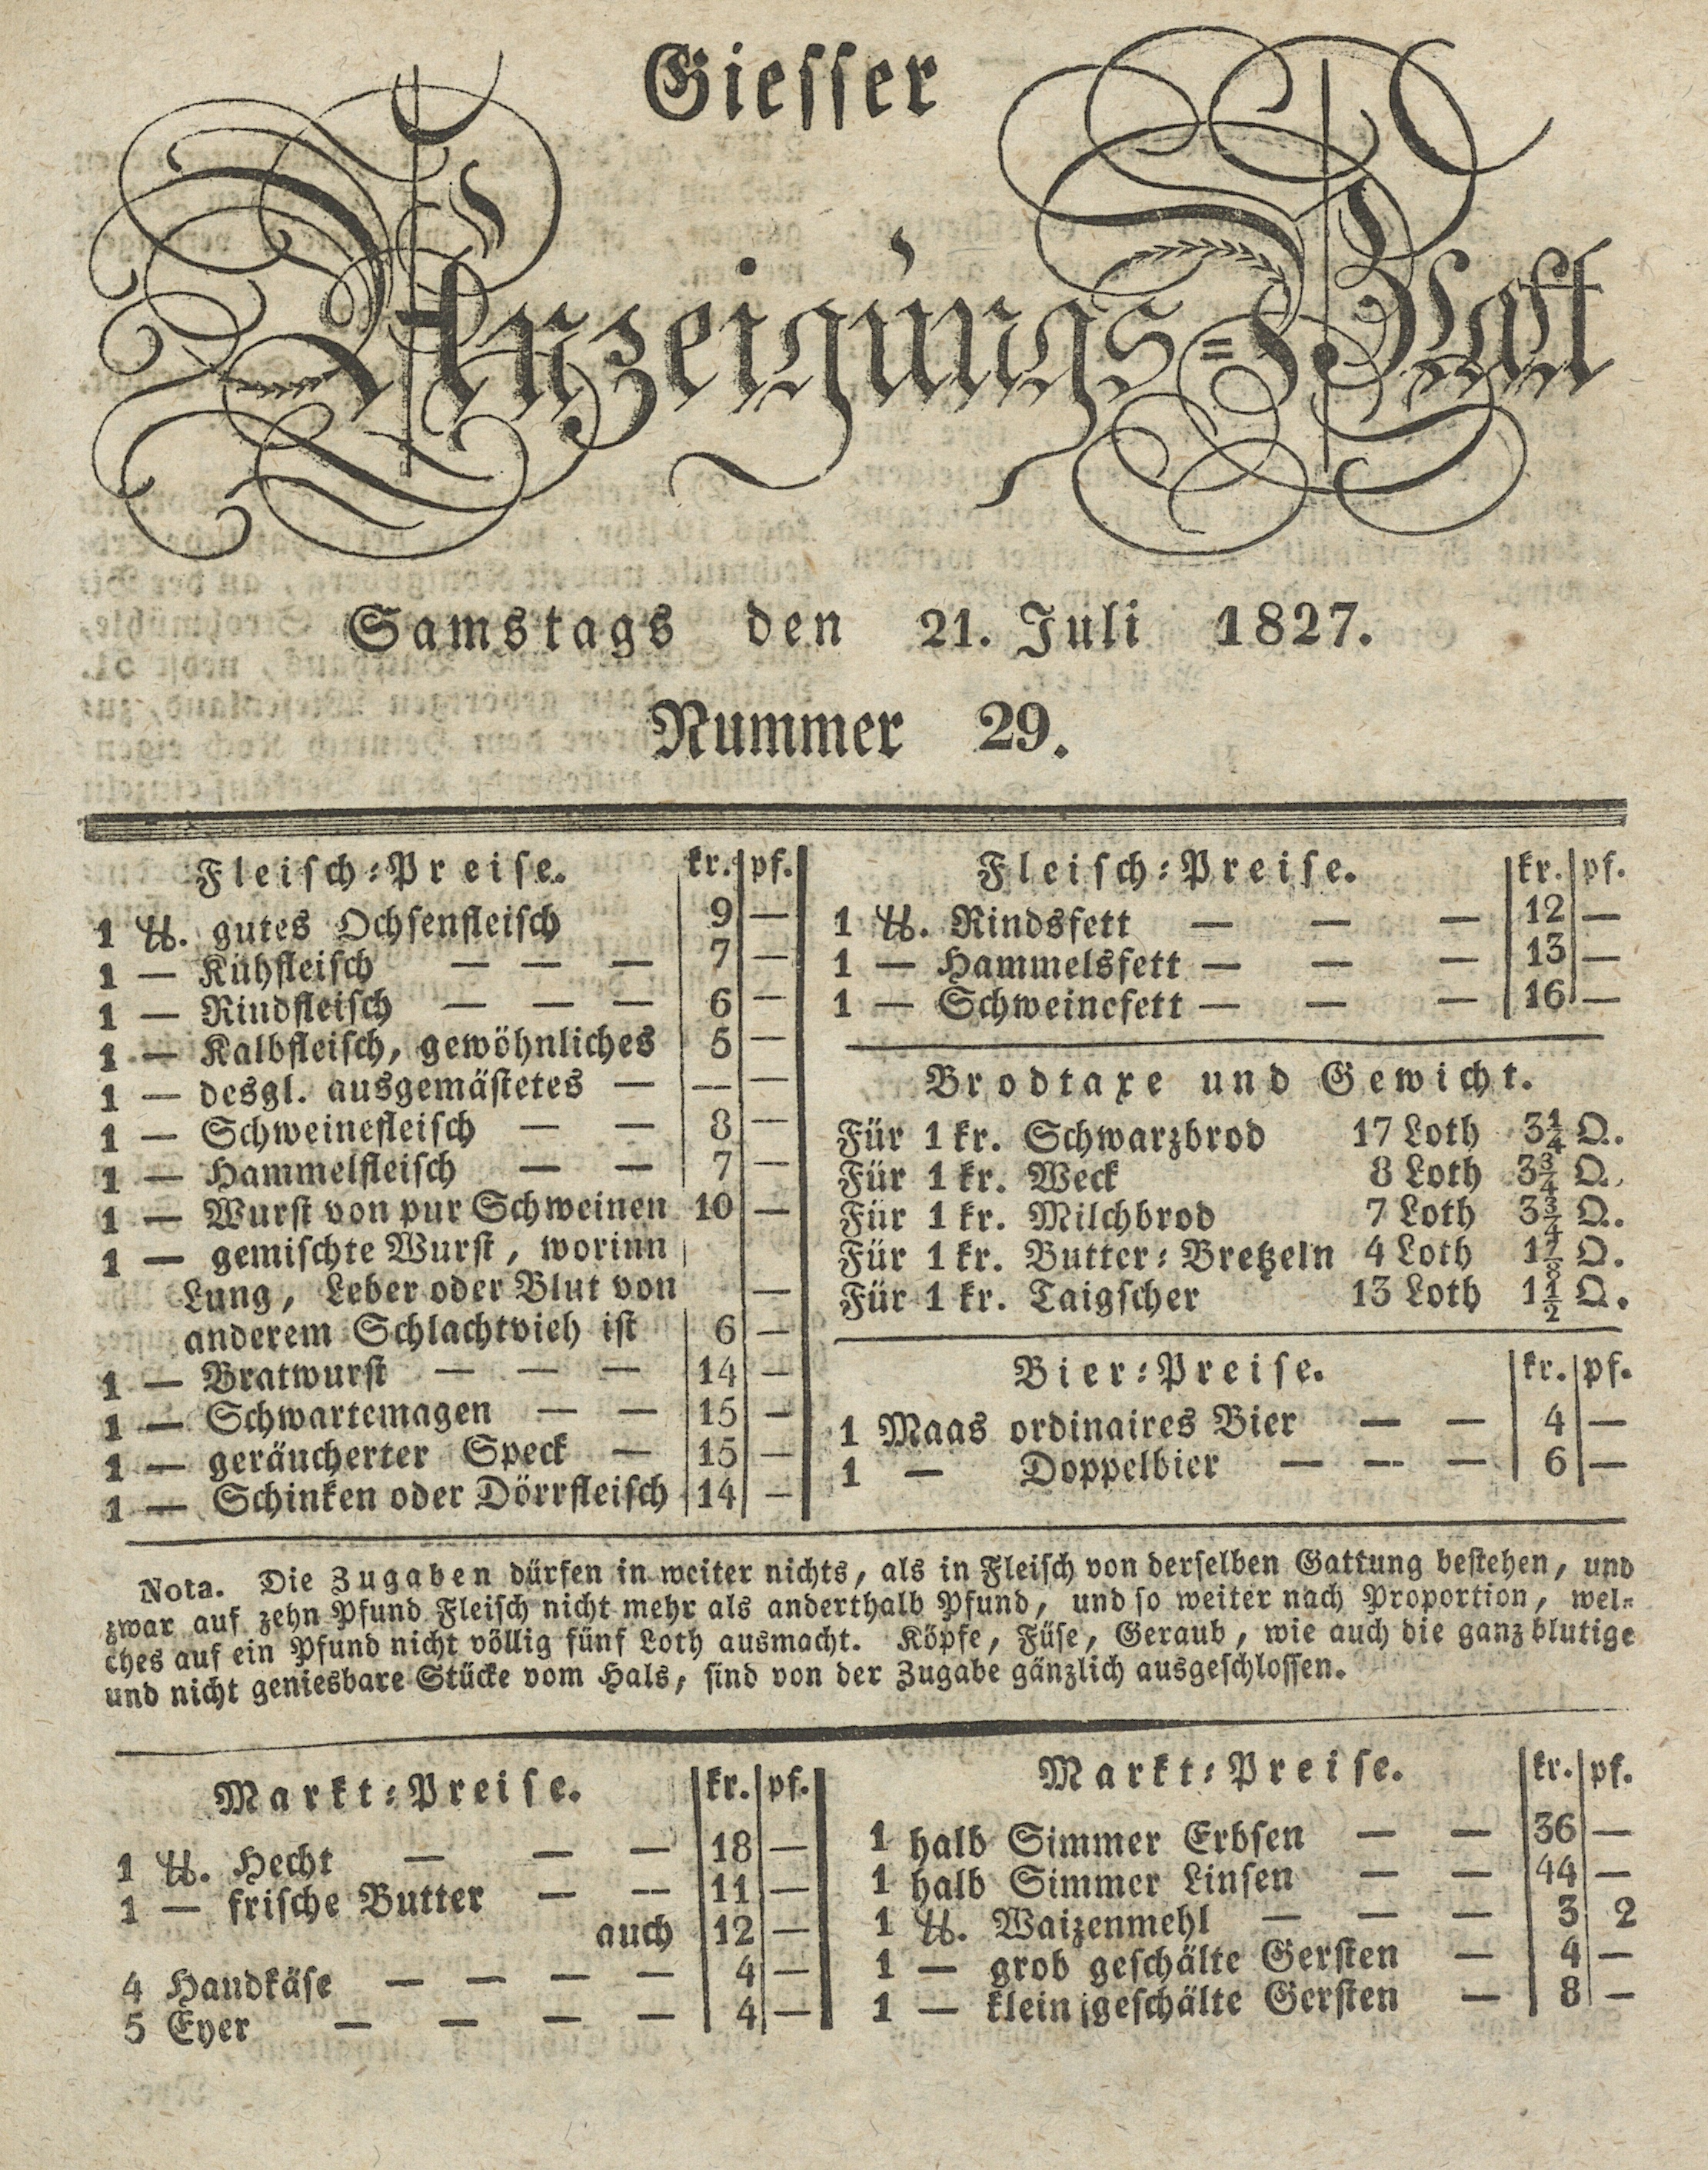 Giesser
Anzeigungs=Blatt
Samstags den 21. Juli 1827.
Nummer 29.
Fleisch=Preise. kr. pf.
1 ℔. gutes Ochsenfleisch 9 —
1 — Kühfleisch — — — 7 —
1 — Rindfleisch — — — 6 —
1 — Kalbfleisch, gewöhnliches 5 —
1 — desgl. ausgemästetes — — —
1 — Schweinefleisch — — 8 —
1 — Hammelfleisch — — 7 —
1 — Wurst von pur Schweinen 10 —
1 — gemischte Wurst, worinn
Lung, Leber oder Blut von —
anderem Schlachtvieh ist 6 —
1 — Bratwurst — — — 14 —
1 — Schwartemagen — — 15 —
1 — geräucherter Speck — 15 —
1 — Schinken oder Dörrfleisch 14 —
Fleisch=Preise. kr. pf.
1 ℔. Rindsfett — — — 12 —
1 — Hammelsfett — — — 13 —
1 — Schweinefett — — — 16 —
Brodtaxe und Gewicht.
Für 1 kr. Schwarzbrod 17 Loth 3¼ Q.
Für 1 kr. Weck 8 Loth 3¾ Q.
Für 1 kr. Milchbrod 7 Loth 3¾ Q.
Für 1 kr. Butter=Bretzeln 4 Loth 1⅞ Q.
Für 1 kr. Taigscher 13 Loth 1½ Q.
Bier=Preise. kr. pf.
1 Maas ordinaires Bier — — 4 —
1 — Doppelbier — — — 6 —
Nota. Die Zugaben dürfen in weiter nichts, als in Fleisch von derselben Gattung bestehen, und
zwar auf zehn Pfund Fleisch nicht mehr als anderthalb Pfund, und so weiter nach Proportion, wel=
ches auf ein Pfund nicht völlig fünf Loth ausmacht. Köpfe, Füse, Geraub, wie auch die ganz blutige
und nicht geniesbare Stücke vom Hals, sind von der Zugabe gänzlich ausgeschlossen.
Markt=Preise. kr. pf.
1 ℔. Hecht — — — 18 —
1 — frische Butter — — 11 —
auch 12 —
4 Handkäse — — — — 4 —
5 Eyer — — — — 4 —
Markt=Preise. kr. pf.
1 halb Simmer Erbsen — — 36 —
1 halb Simmer Linsen — — 44 —
1 ℔. Waizenmehl — — — 3 2
1 — grob geschälte Gersten — 4 —
1 — klein geschälte Gersten — 8 —